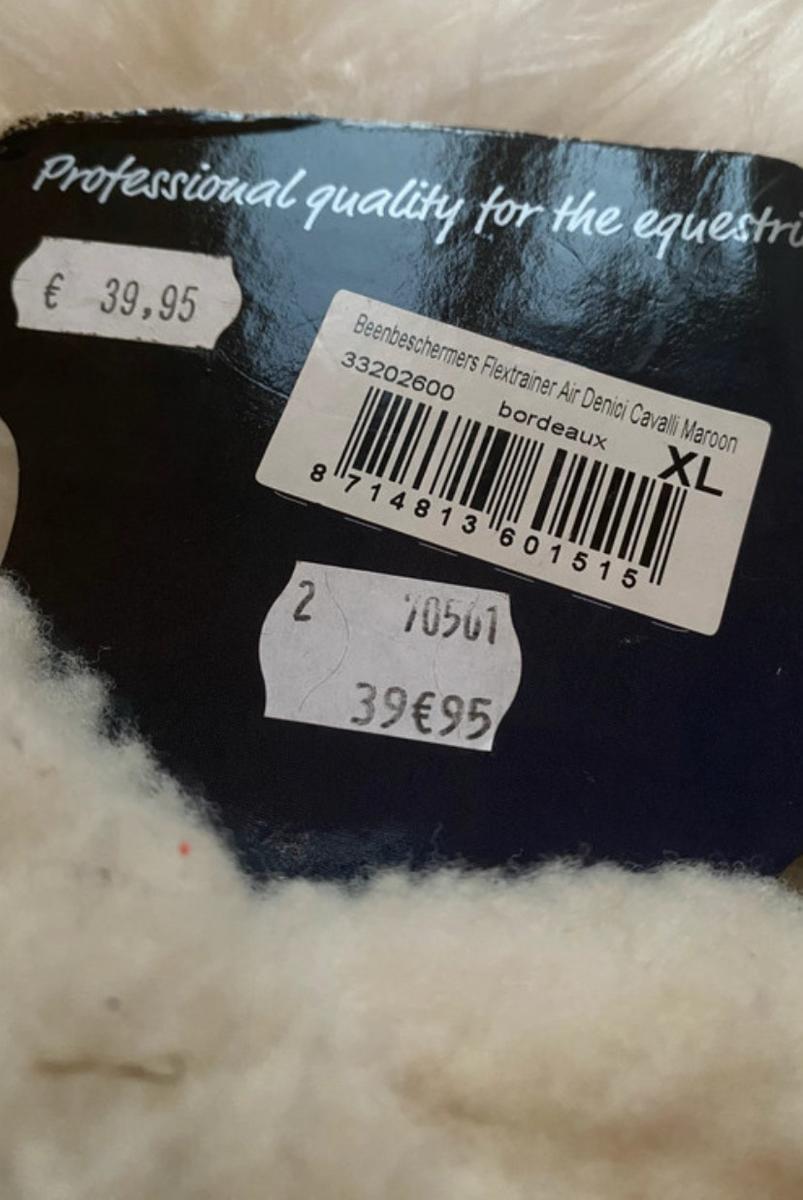 Professional quality for the equestri
€ 39,95
Beenbeschermers Flextrainer Air Denici Cavalli Maroon
33202600 bordeaux XL
8 714813 601515
2 70561
39€95